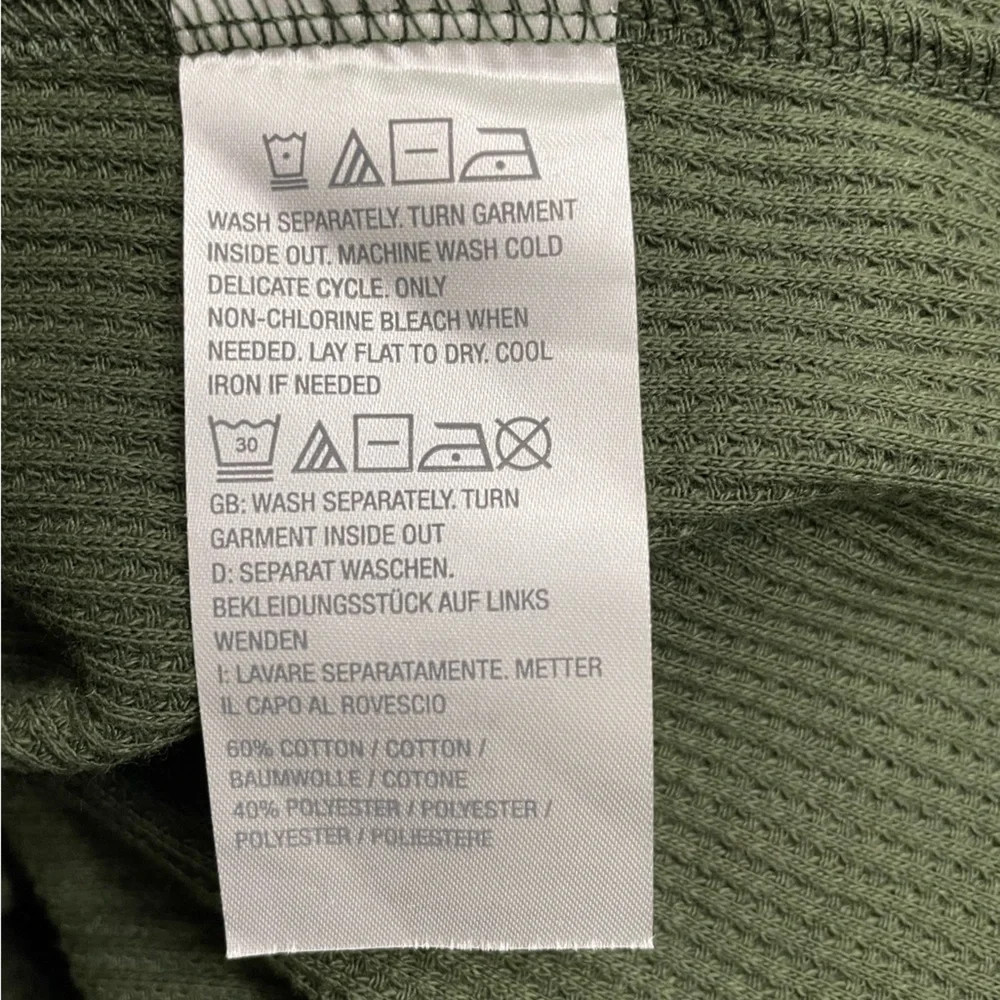 WASH SEPARATELY. TURN GARMENT
INSIDE OUT. MACHINE WASH COLD
DELICATE CYCLE. ONLY
NON-CHLORINE BLEACH WHEN
NEEDED. LAY FLAT TO DRY. COOL
IRON IF NEEDED
30
GB: WASH SEPARATELY. TURN
GARMENT INSIDE OUT
D: SEPARAT WASCHEN.
BEKLEIDUNGSSTÜCK AUF LINKS
WENDEN
I: LAVARE SEPARATAMENTE. METTER
IL CAPO AL ROVESCIO
60% COTTON / COTTON /
BAUMWOLLE / COTONE
40% POLYESTER / POLYESTER /
POLYESTER / POLIESTERE